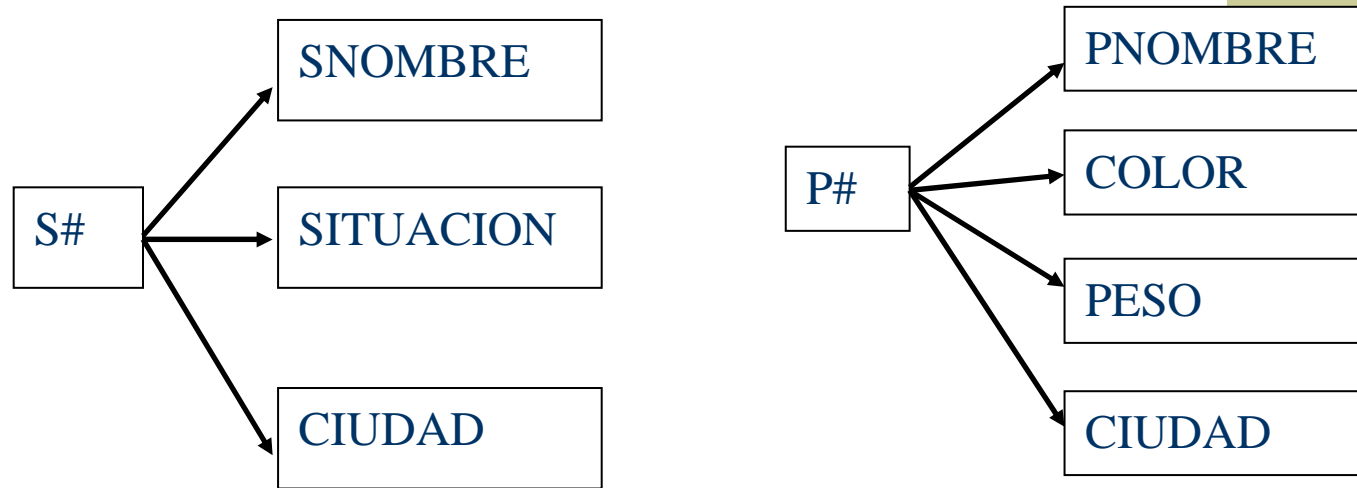 S#
SNOMBRE
SITUACION
CIUDAD
P#
PNOMBRE
COLOR
PESO
CIUDAD